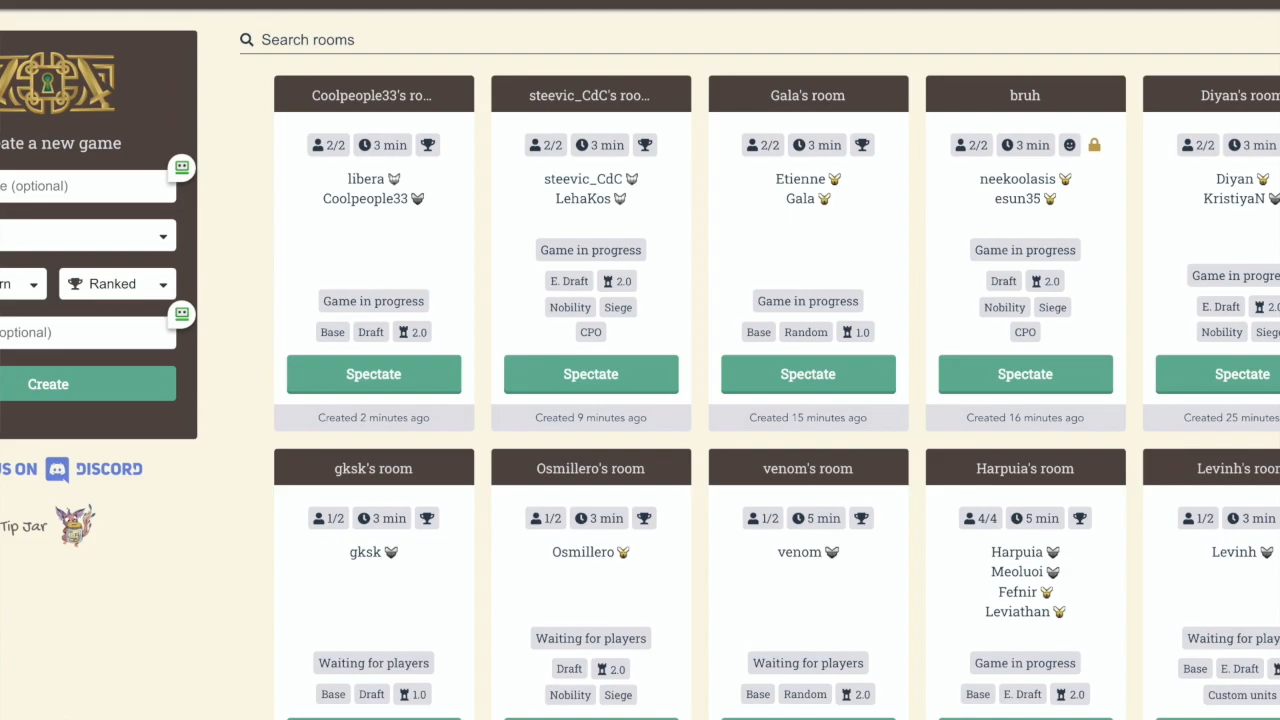 Search rooms
ate a new game
e (optional)
rn
Ranked
optional)
Create
US ON DISCORD
Tip Jar
Coolpeople33's ro...
2/2 3 min
libera
Coolpeople33
Game in progress
Base Draft 2.0
Spectate
Created 2 minutes ago
steevic_CdC's roo...
2/2 3 min
steevic_CdC
LehaKos
Game in progress
E. Draft 2.0
Nobility Siege
CPO
Spectate
Created 9 minutes ago
Gala's room
2/2 3 min
Etienne
Gala
Game in progress
Base Random 1.0
Spectate
Created 15 minutes ago
bruh
2/2 3 min
neekoolasis
esun35
Game in progress
Draft 2.0
Nobility Siege
CPO
Spectate
Created 16 minutes ago
Diyan's room
2/2 3 min
Diyan
KristiyaN
Game in progre
E. Draft 2.0
Nobility Siege
Spectate
Created 25 minutes
gksk's room
1/2 3 min
gksk
Waiting for players
Base Draft 1.0
Osmillero's room
1/2 3 min
Osmillero
Waiting for players
Draft 2.0
Nobility Siege
venom's room
1/2 5 min
venom
Waiting for players
Base Random 2.0
Harpuia's room
4/4 5 min
Harpuia
Meoluoi
Fefnir
Leviathan
Game in progress
Base E. Draft 2.0
Levinh's room
1/2 3 min
Levinh
Waiting for play
Base E. Draft
Custom units